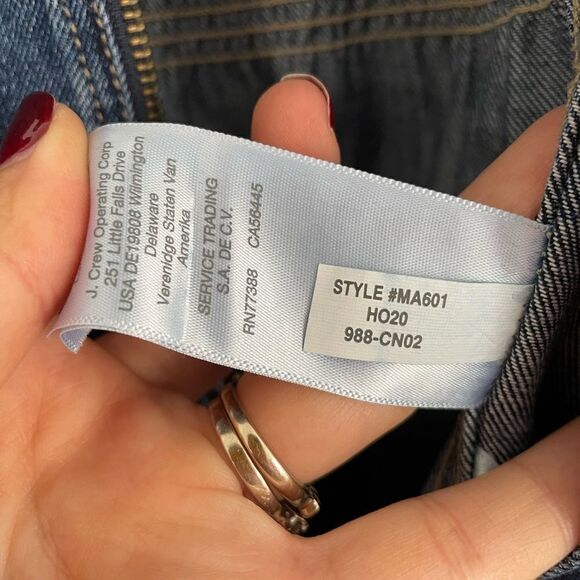 J. Crew Operating Corp
251 Little Falls Drive
USA DE19808 Wilmington
Delaware
Verenidge Staten Van
Amerika
SERVICE TRADING
S.A. DE C.V.
RN77388 CA56445
STYLE #MA601
HO20
988-CN02